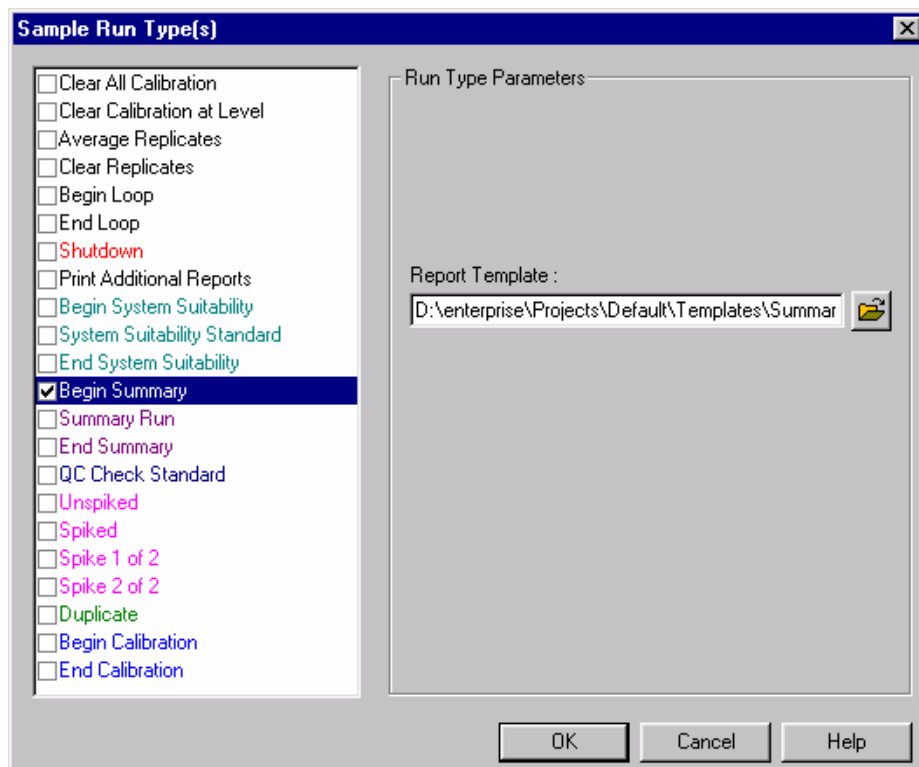 Sample Run Type(s)
Clear All Calibration
Clear Calibration at Level
Average Replicates
Clear Replicates
Begin Loop
End Loop
Shutdown
Print Additional Reports
Begin System Suitability
System Suitability Standard
End System Suitability
Begin Summary
Summary Run
End Summary
QC Check Standard
Unspiked
Spiked
Spike 1 of 2
Spike 2 of 2
Duplicate
Begin Calibration
End Calibration
Run Type Parameters
Report Template :
D:\enterprise\Projects\Default\Templates\Summar
OK Cancel Help